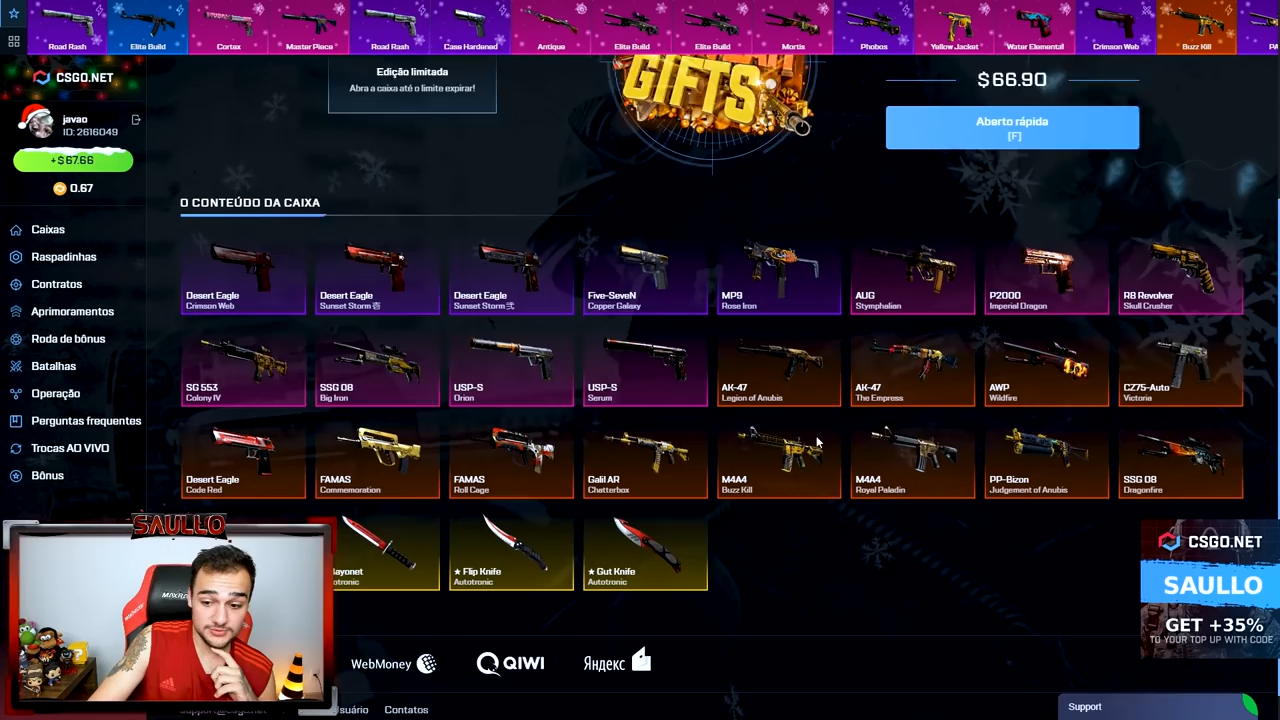 Road Rash
Elite Build
Cortex
Master Piece
Road Rash
Case Hardened
Antique
Elite Build
Elite Build
Mortis
Phobos
Yellow Jacket
Water Elemental
Crimson Web
Buzz Kill
CSGO.NET
javao
ID: 2616049
+$67.66
0.67
Caixas
Raspadinhas
Contratos
Aprimoramentos
Roda de bônus
Batalhas
Operação
Perguntas frequentes
Trocas AO VIVO
Bônus
Edição limitada
Abra a caixa até o limite expirar!
GIFTS
$66.90
Aberto rápida
[F]
O CONTEÚDO DA CAIXA
Desert Eagle
Crimson Web
Desert Eagle
Sunset Storm 壱
Desert Eagle
Sunset Storm 弐
Five-SeveN
Copper Galaxy
MP9
Rose Iron
AUG
Stymphalian
P2000
Imperial Dragon
R8 Revolver
Skull Crusher
SG 553
Colony IV
SSG 08
Big Iron
USP-S
Orion
USP-S
Serum
AK-47
Legion of Anubis
AK-47
The Empress
AWP
Wildfire
CZ75-Auto
Victoria
Desert Eagle
Code Red
FAMAS
Commemoration
FAMAS
Roll Cage
Galil AR
Chatterbox
M4A4
Buzz Kill
M4A4
Royal Paladin
PP-Bizon
Judgement of Anubis
SSG 08
Dragonfire
★ Flip Knife
Autotronic
★ Gut Knife
Autotronic
SAULLO
CSGO.NET
SAULLO
GET +35%
TO YOUR TOP UP WITH CODE
WebMoney
QIWI
Яндекс
Contatos
Support